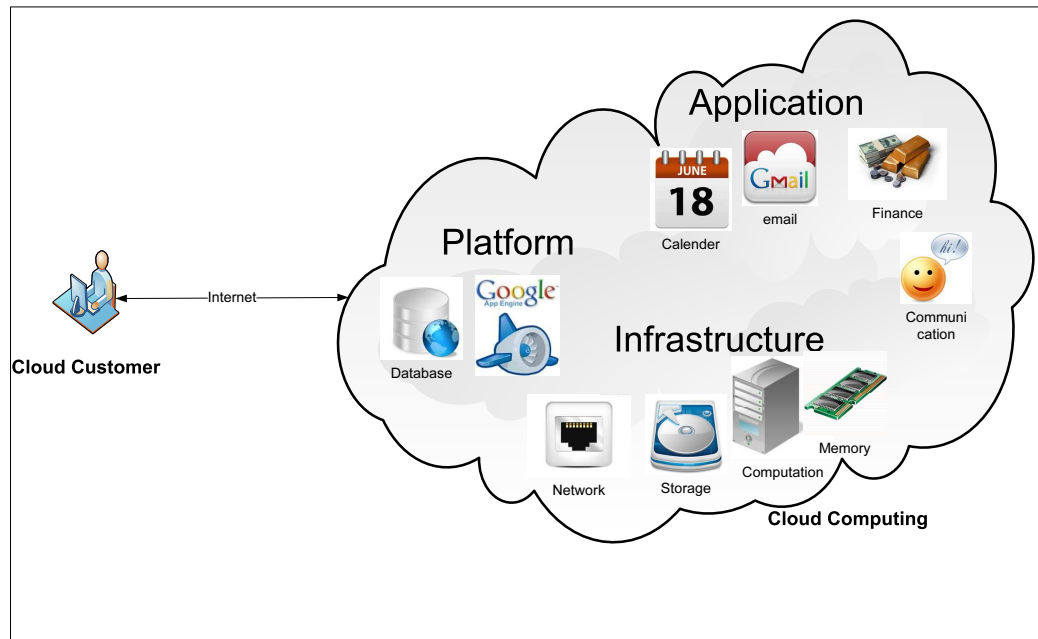 Application
JUNE
18
Calender
GMail
email
Finance
hi!
Communi
cation
Platform
Google™
App Engine
Database
Internet
Cloud Customer
Infrastructure
Network
Storage
Computation
Memory
Cloud Computing